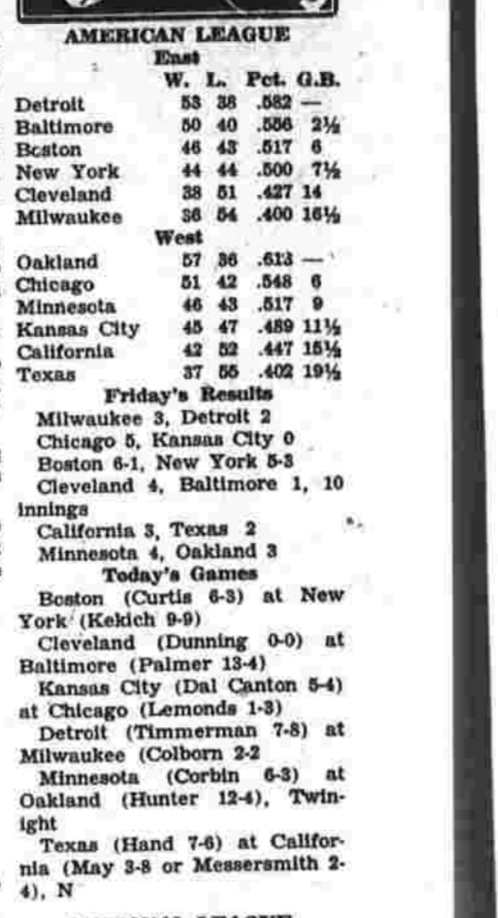 AMERICAN LEAGUE
East
W. L. Pct. G.B.
Detroit 53 38 .582 —
Baltimore 50 40 .556 2½
Boston 46 43 .517 6
New York 44 44 .500 7½
Cleveland 38 51 .427 14
Milwaukee 36 54 .400 16½
West
Oakland 57 36 .613 —
Chicago 51 42 .548 6
Minnesota 46 43 .517 9
Kansas City 45 47 .489 11½
California 42 52 .447 15½
Texas 37 55 .402 19½
Friday's Results
Milwaukee 3, Detroit 2
Chicago 5, Kansas City 0
Boston 6-1, New York 5-3
Cleveland 4, Baltimore 1, 10
innings
California 3, Texas 2
Minnesota 4, Oakland 3
Today's Games
Boston (Curtis 6-3) at New
York (Kekich 9-9)
Cleveland (Dunning 0-0) at
Baltimore (Palmer 13-4)
Kansas City (Dal Canton 5-4)
at Chicago (Lemonds 1-3)
Detroit (Timmerman 7-8) at
Milwaukee (Colborn 2-2
Minnesota (Corbin 6-3) at
Oakland (Hunter 12-4), Twin-
ight
Texas (Hand 7-6) at Califor-
nia (May 3-8 or Messersmith 2-
4), N